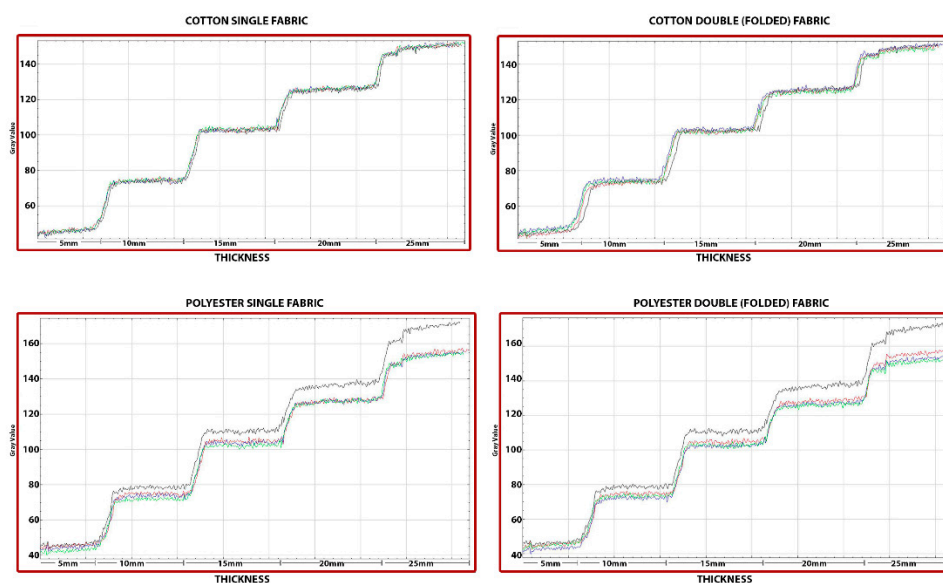 COTTON SINGLE FABRIC
140
120
100
80
60
Gray Value
5mm 10mm 15mm 20mm 25mm
THICKNESS
COTTON DOUBLE (FOLDED) FABRIC
140
120
100
80
60
Gray Value
5mm 10mm 15mm 20mm 25mm
THICKNESS
POLYESTER SINGLE FABRIC
160
140
120
100
80
60
40
Gray Value
5mm 10mm 15mm 20mm 25mm
THICKNESS
POLYESTER DOUBLE (FOLDED) FABRIC
160
140
120
100
80
60
40
Gray Value
5mm 10mm 15mm 20mm 25mm
THICKNESS